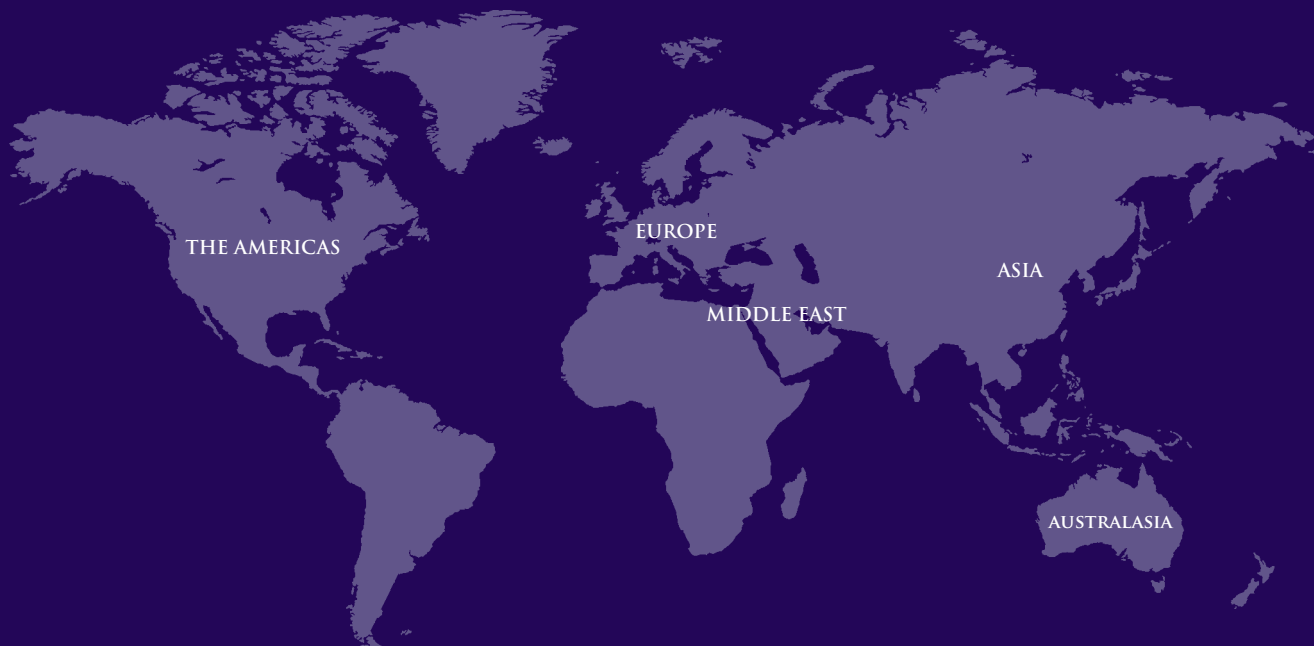 THE AMERICAS
EUROPE
ASIA
MIDDLE EAST
AUSTRALASIA